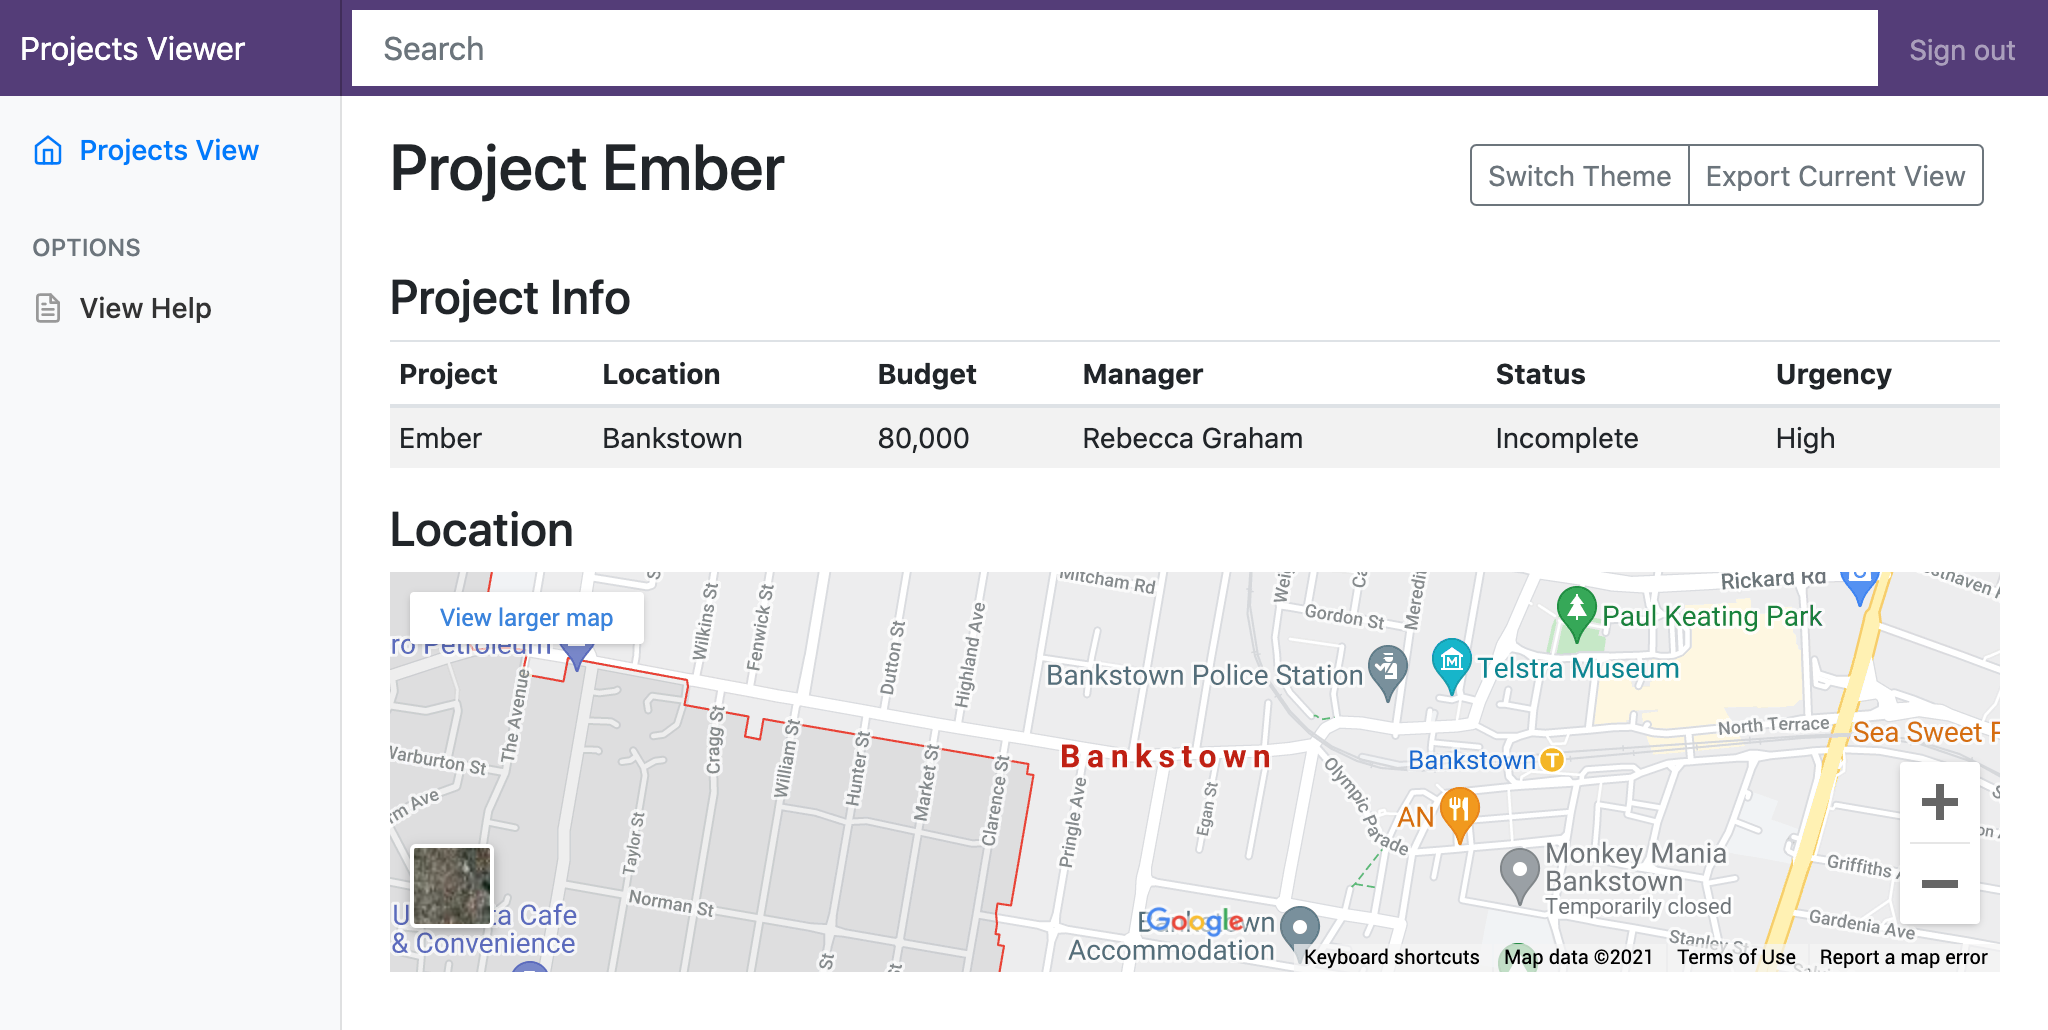 Projects Viewer
Search
Sign out
Projects View
OPTIONS
View Help
Project Ember
Switch Theme
Export Current View
Project Info
Project Location Budget Manager Status Urgency
Ember Bankstown 80,000 Rebecca Graham Incomplete High
Location
View larger map
Mitcham Rd
Rickard Rd
Gordon St
Paul Keating Park
Wilkins St
Fenwick St
Dutton St
Highland Ave
Bankstown Police Station
Telstra Museum
The Avenue
Cragg St
William St
Hunter St
Market St
Clarence St
Bankstown
North Terrace
Sea Sweet
Bankstown
T
Warburton St
Olympic Parade
Pringle Ave
Egan St
AN
Taylor St
Monkey Mania
Bankstown
Temporarily closed
Griffiths
Norman St
Cafe
& Convenience
Google
Accommodation
Gardenia Ave
Stanley St
Keyboard shortcuts
Map data ©2021
Terms of Use
Report a map error